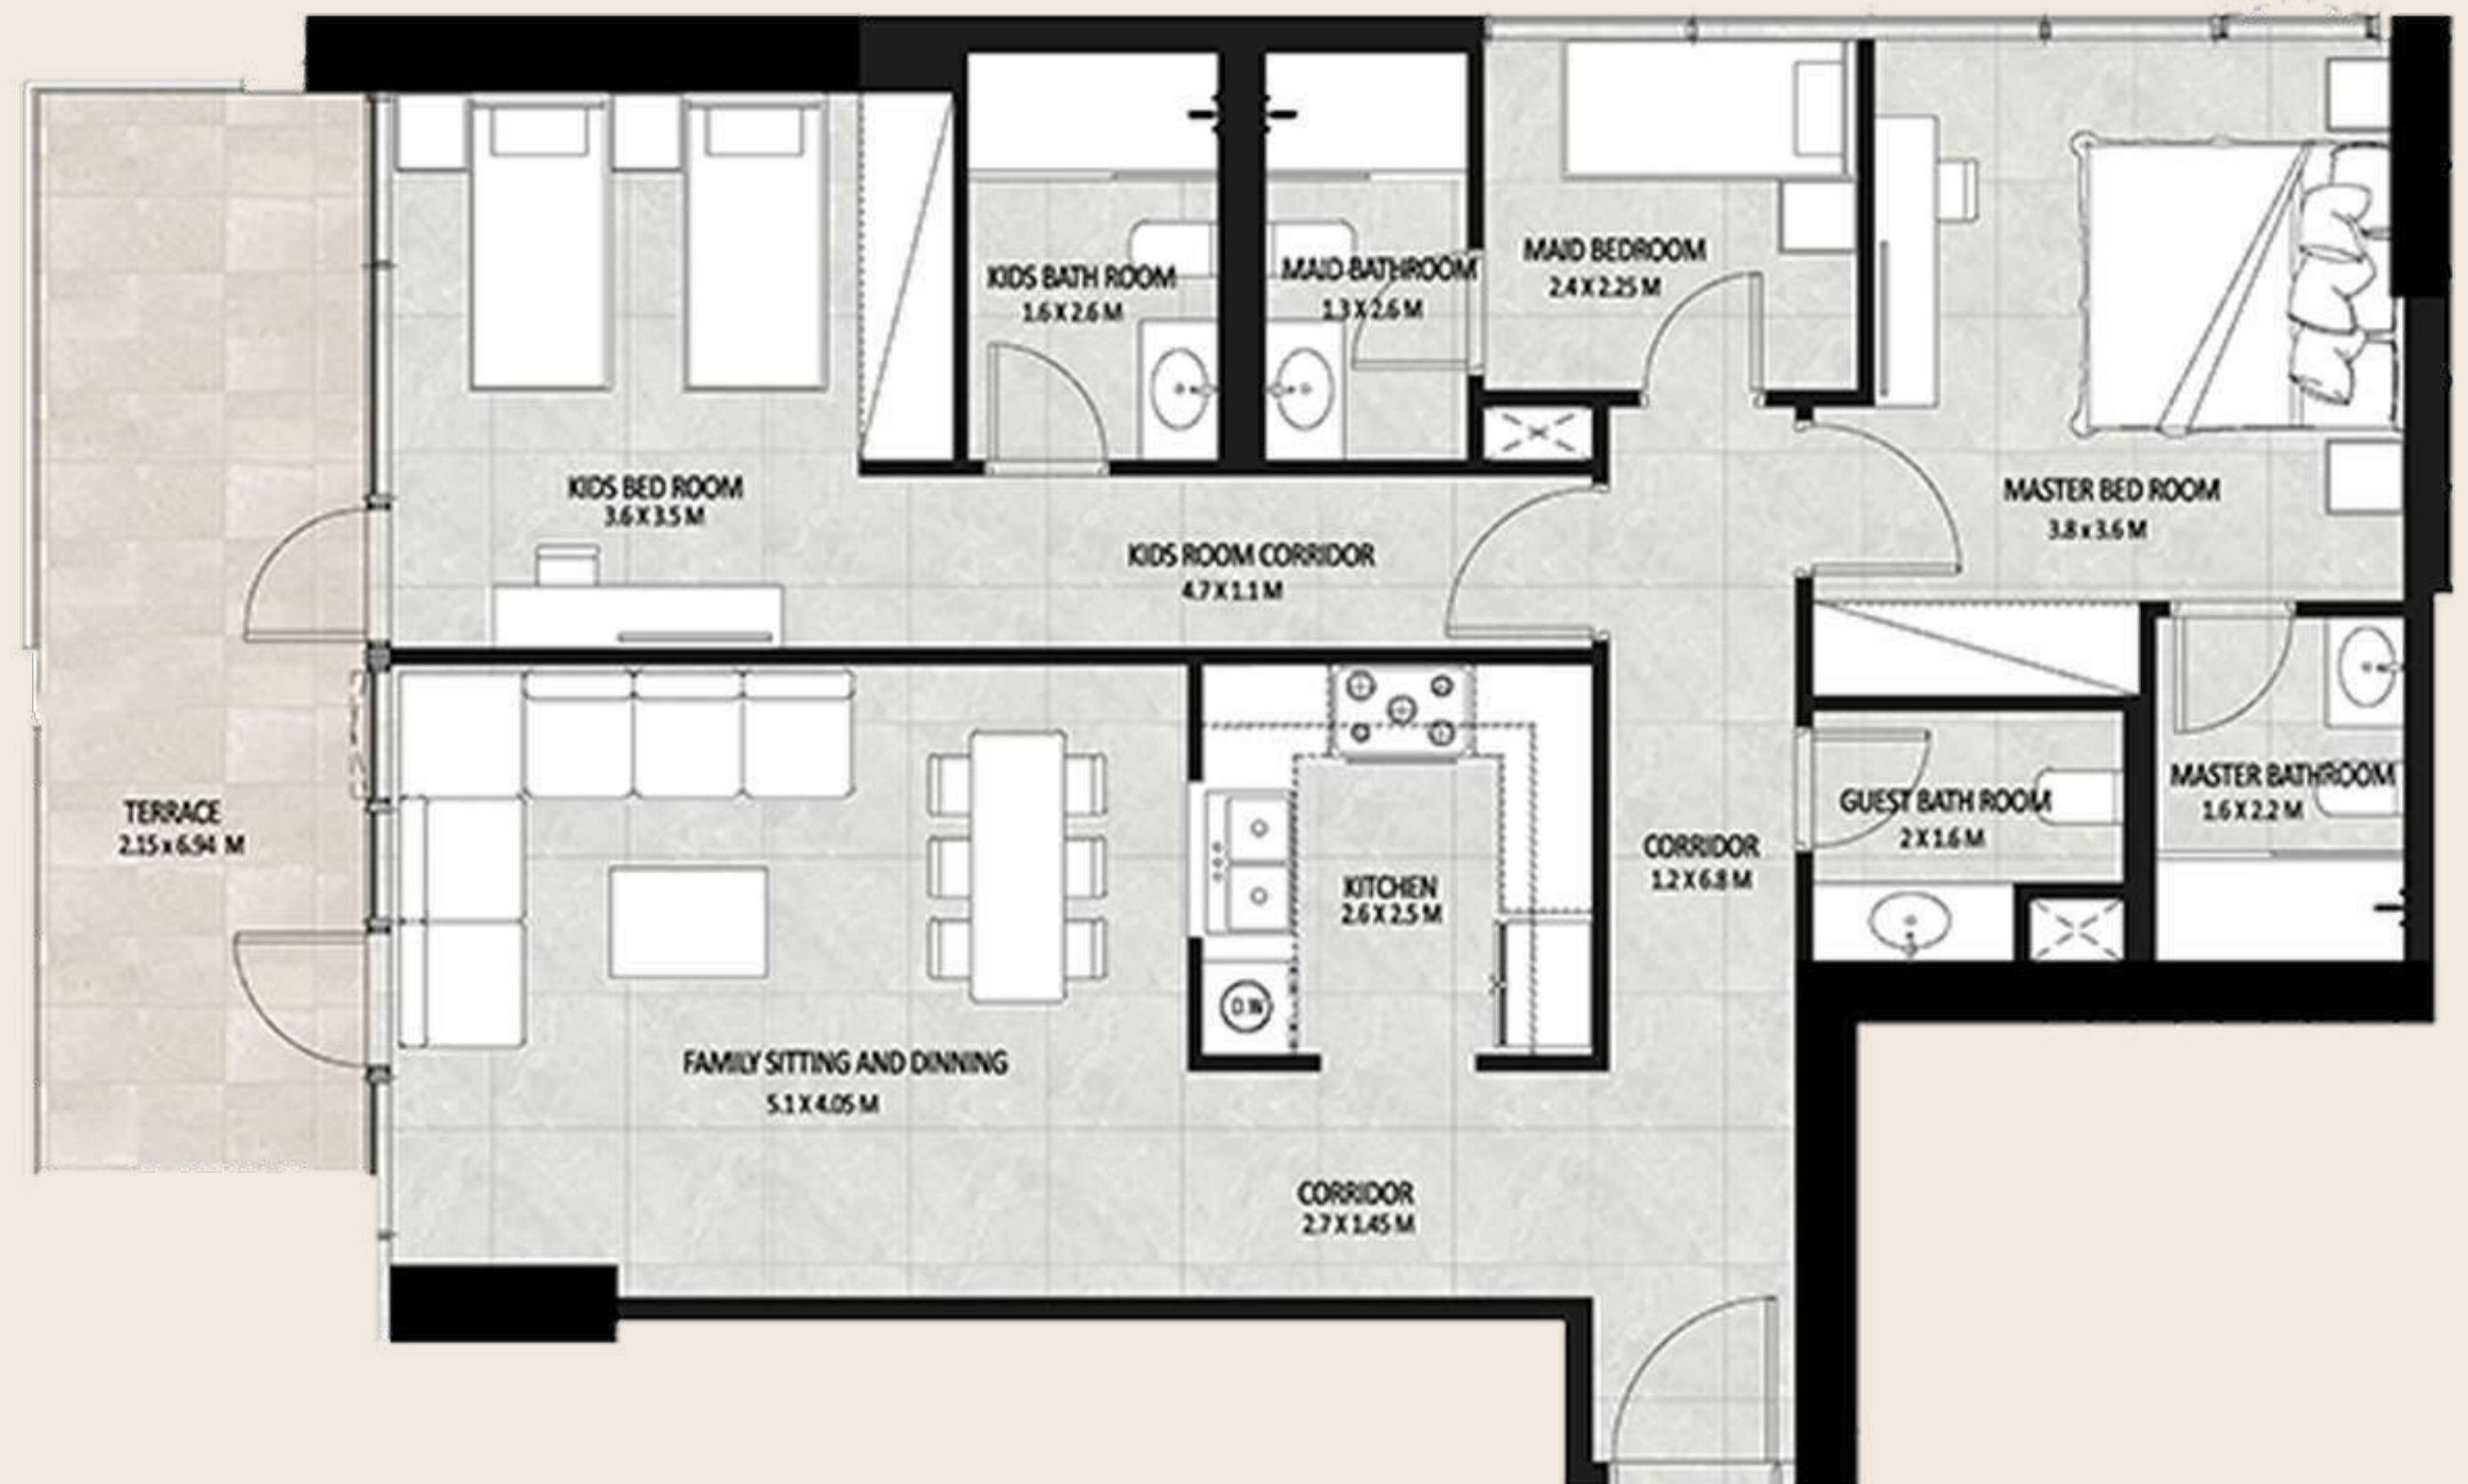 MAID BEDROOM
2.4 X 2.25 M
KIDS BATH ROOM
1.6 X 2.6 M
MAID BATHROOM
1.3 X 2.6 M
KIDS BED ROOM
3.6 X 3.5 M
MASTER BED ROOM
3.8 x 3.6 M
KIDS ROOM CORRIDOR
4.7 X 1.1 M
TERRACE
2.15 x 6.94 M
MASTER BATHROOM
1.6 X 2.2 M
GUEST BATH ROOM
2 X 1.6 M
CORRIDOR
1.2 X 6.8 M
KITCHEN
2.6 X 2.5 M
D.W
FAMILY SITTING AND DINNING
5.1 X 4.05 M
CORRIDOR
2.7 X 1.45 M